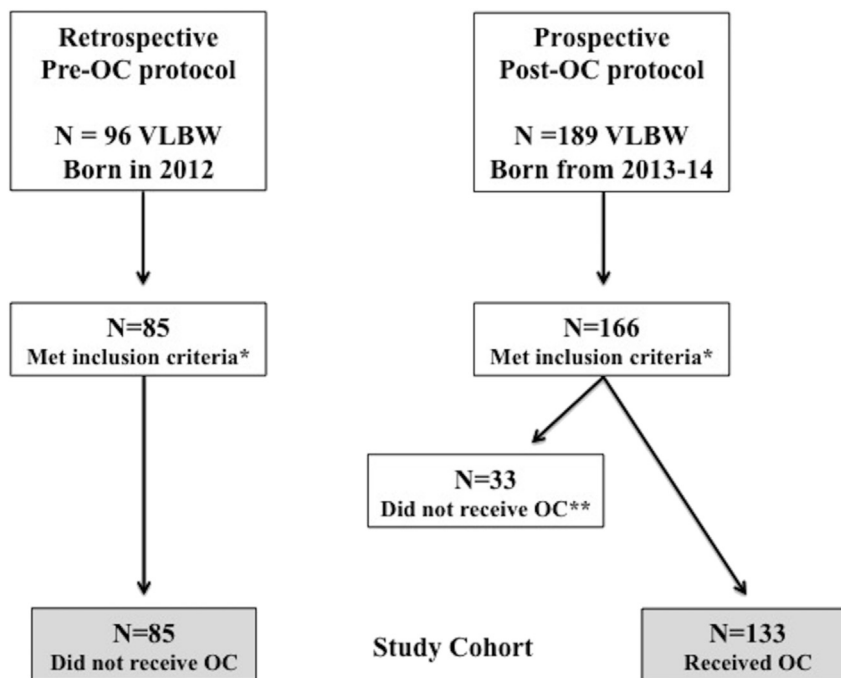 Retrospective
Pre-OC protocol
N = 96 VLBW
Born in 2012
Prospective
Post-OC protocol
N =189 VLBW
Born from 2013-14
N=85
Met inclusion criteria*
N=166
Met inclusion criteria*
N=33
Did not receive OC**
N=85
Did not receive OC
Study Cohort
N=133
Received OC